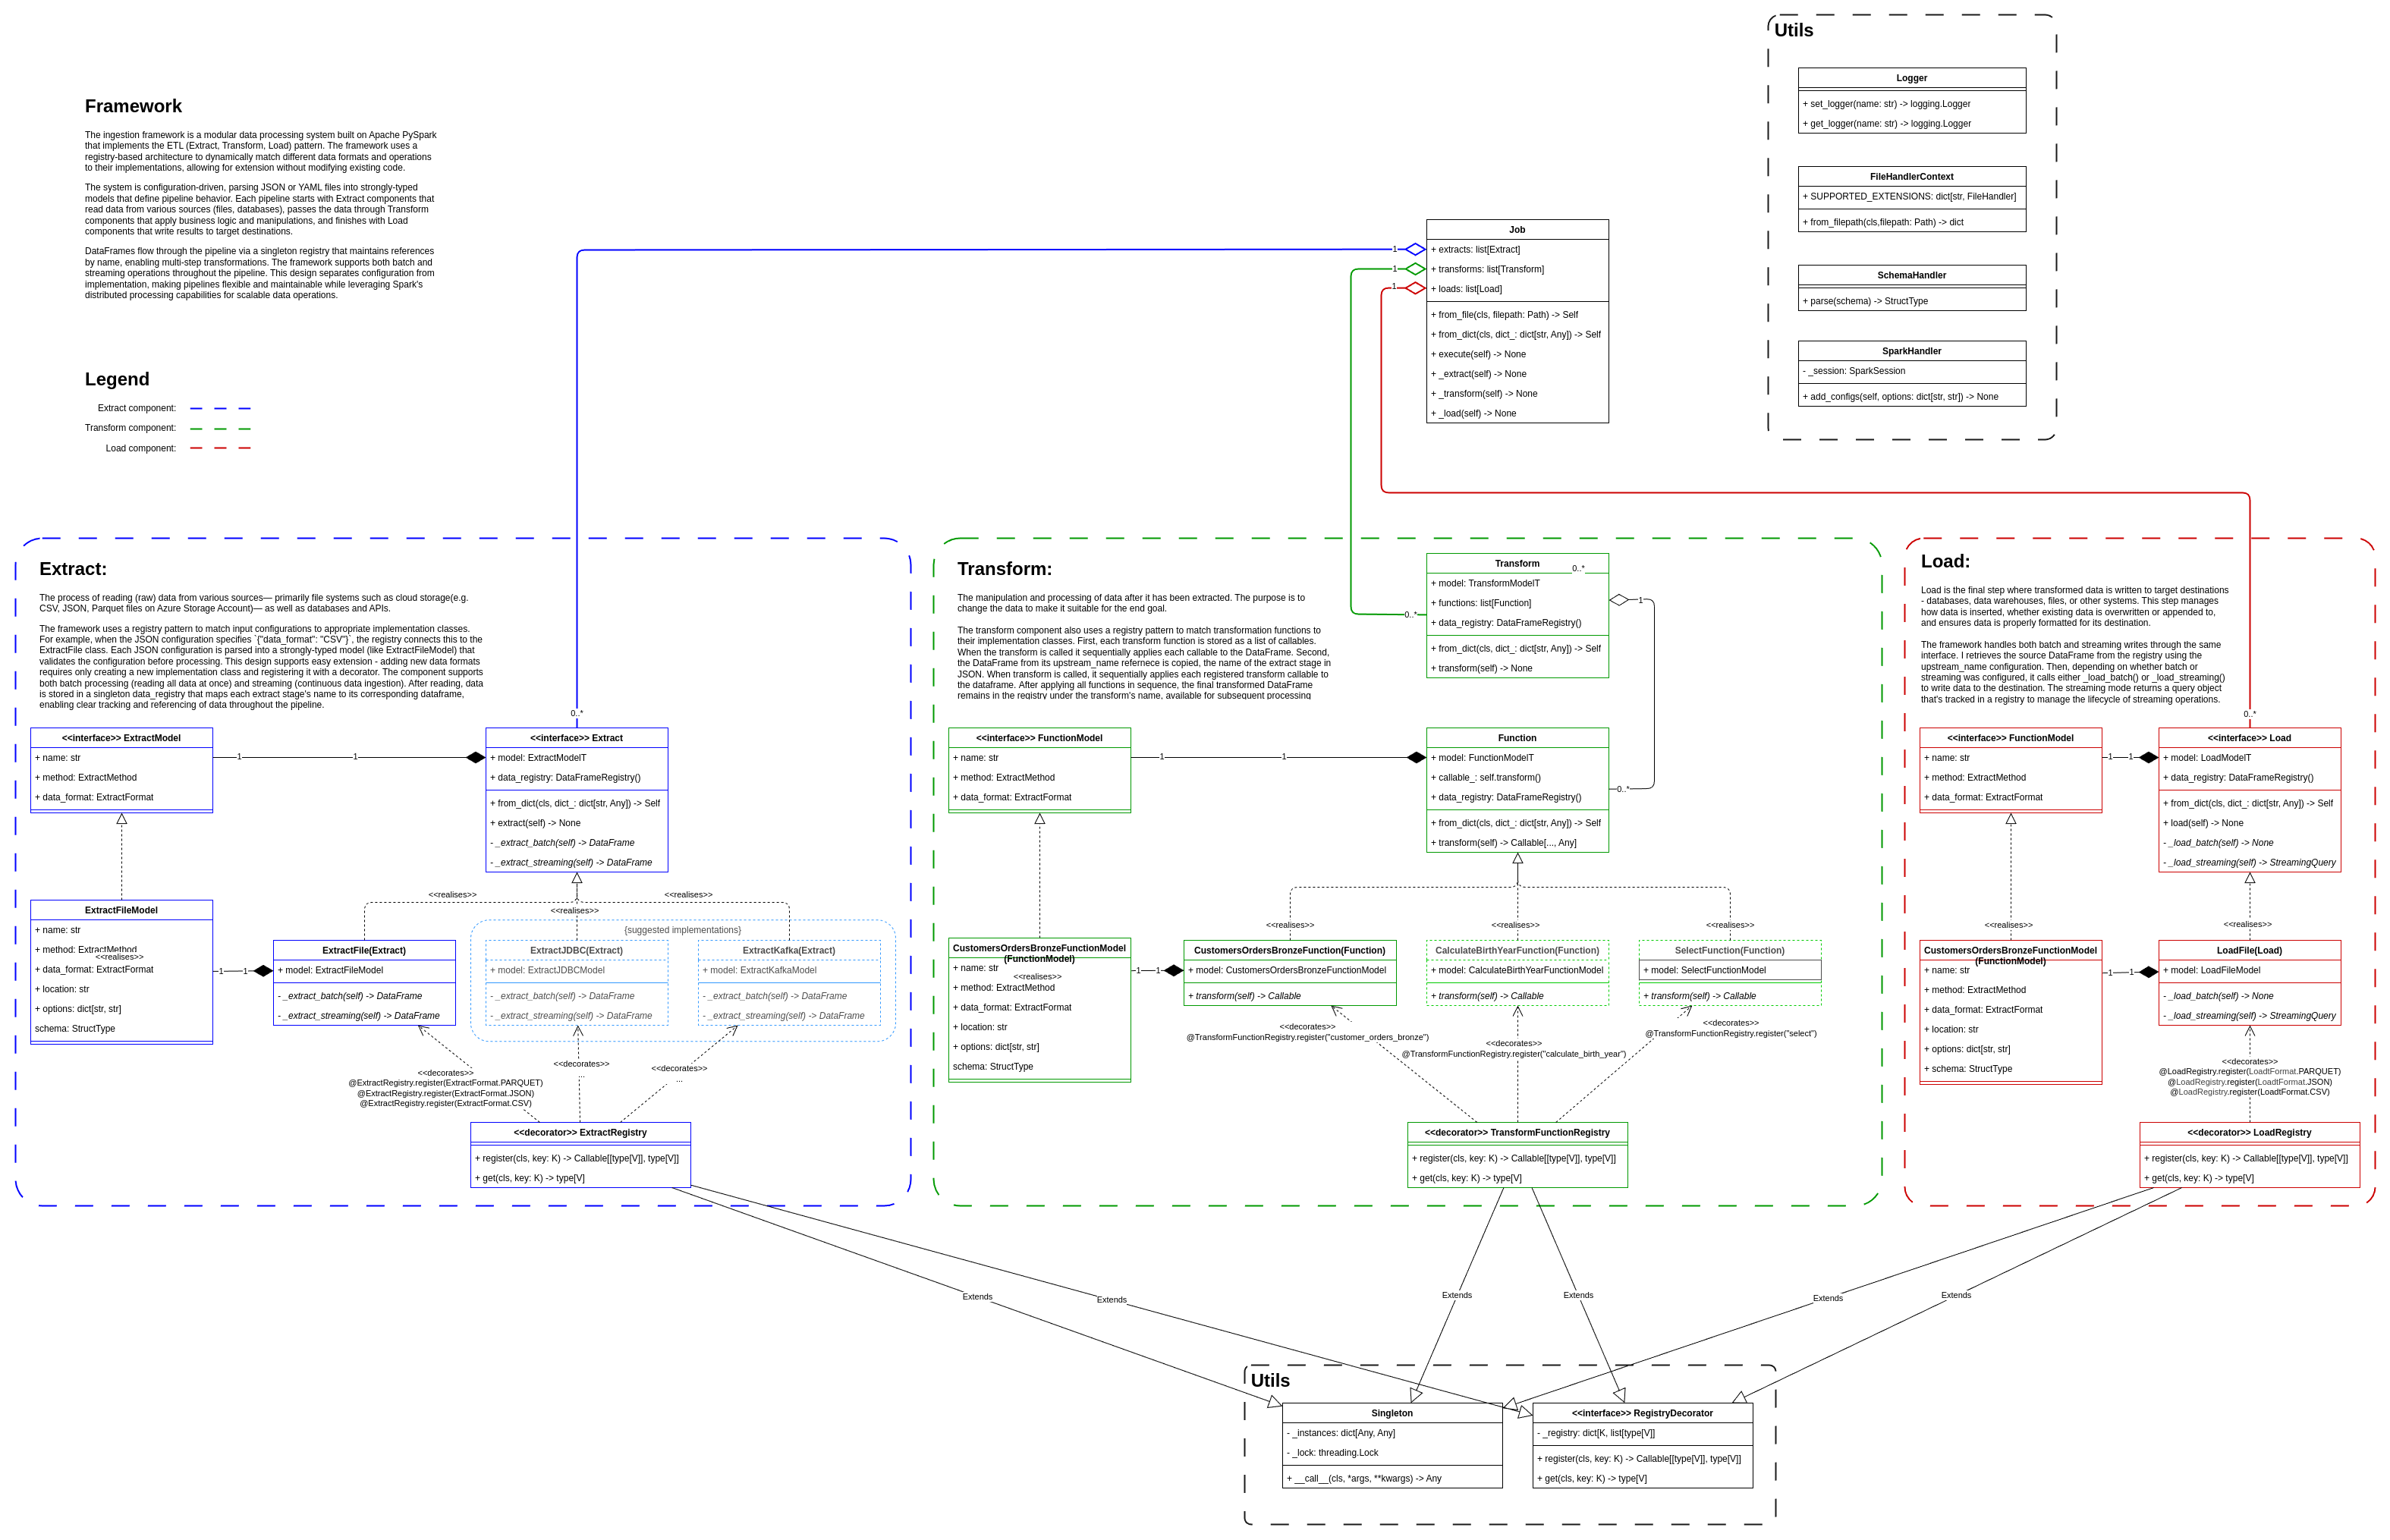 Utils
Logger
+ set_logger(name: str) -> logging.Logger
+ get_logger(name: str) -> logging.Logger
FileHandlerContext
+ SUPPORTED_EXTENSIONS: dict[str, FileHandler]
+ from_filepath(cls,filepath: Path) -> dict
SchemaHandler
+ parse(schema) -> StructType
SparkHandler
- _session: SparkSession
+ add_configs(self, options: dict[str, str]) -> None
Framework
The ingestion framework is a modular data processing system built on Apache PySpark
that implements the ETL (Extract, Transform, Load) pattern. The framework uses a
registry-based architecture to dynamically match different data formats and operations
to their implementations, allowing for extension without modifying existing code.
The system is configuration-driven, parsing JSON or YAML files into strongly-typed
models that define pipeline behavior. Each pipeline starts with Extract components that
read data from various sources (files, databases), passes the data through Transform
components that apply business logic and manipulations, and finishes with Load
components that write results to target destinations.
DataFrames flow through the pipeline via a singleton registry that maintains references
by name, enabling multi-step transformations. The framework supports both batch and
streaming operations throughout the pipeline. This design separates configuration from
implementation, making pipelines flexible and maintainable while leveraging Spark's
distributed processing capabilities for scalable data operations.
Legend
Extract component:
Transform component:
Load component:
Job
+ extracts: list[Extract]
+ transforms: list[Transform]
+ loads: list[Load]
+ from_file(cls, filepath: Path) -> Self
+ from_dict(cls, dict_: dict[str, Any]) -> Self
+ execute(self) -> None
+ _extract(self) -> None
+ _transform(self) -> None
+ _load(self) -> None
1
1
1
Extract:
The process of reading (raw) data from various sources— primarily file systems such as cloud storage(e.g.
CSV, JSON, Parquet files on Azure Storage Account)— as well as databases and APIs.
The framework uses a registry pattern to match input configurations to appropriate implementation classes.
For example, when the JSON configuration specifies `{"data_format": "CSV"}`, the registry connects this to the
ExtractFile class. Each JSON configuration is parsed into a strongly-typed model (like ExtractFileModel) that
validates the configuration before processing. This design supports easy extension - adding new data formats
requires only creating a new implementation class and registering it with a decorator. The component supports
both batch processing (reading all data at once) and streaming (continuous data ingestion). After reading, data
is stored in a singleton data_registry that maps each extract stage's name to its corresponding dataframe,
enabling clear tracking and referencing of data throughout the pipeline.
0..*
<<interface>> ExtractModel
+ name: str
+ method: ExtractMethod
+ data_format: ExtractFormat
1
1
<<interface>> Extract
+ model: ExtractModelT
+ data_registry: DataFrameRegistry()
+ from_dict(cls, dict_: dict[str, Any]) -> Self
+ extract(self) -> None
- _extract_batch(self) -> DataFrame
- _extract_streaming(self) -> DataFrame
<<realises>>
<<realises>>
<<realises>>
ExtractFileModel
+ name: str
+ method: ExtractMethod
<<realises>>
+ data_format: ExtractFormat
+ location: str
+ options: dict[str, str]
schema: StructType
1
1
ExtractFile(Extract)
+ model: ExtractFileModel
- _extract_batch(self) -> DataFrame
- _extract_streaming(self) -> DataFrame
{suggested implementations}
ExtractJDBC(Extract)
+ model: ExtractJDBCModel
- _extract_batch(self) -> DataFrame
- _extract_streaming(self) -> DataFrame
ExtractKafka(Extract)
+ model: ExtractKafkaModel
- _extract_batch(self) -> DataFrame
- _extract_streaming(self) -> DataFrame
<<decorates>>
@ExtractRegistry.register(ExtractFormat.PARQUET)
@ExtractRegistry.register(ExtractFormat.JSON)
@ExtractRegistry.register(ExtractFormat.CSV)
<<decorates>>
...
<<decorates>>
...
<<decorator>> ExtractRegistry
+ register(cls, key: K) -> Callable[[type[V]], type[V]]
+ get(cls, key: K) -> type[V]
Transform:
The manipulation and processing of data after it has been extracted. The purpose is to
change the data to make it suitable for the end goal.
The transform component also uses a registry pattern to match transformation functions to
their implementation classes. First, each transform function is stored as a list of callables.
When the transform is called it sequentially applies each callable to the DataFrame. Second,
the DataFrame from its upstream_name refernece is copied, the name of the extract stage in
JSON. When transform is called, it sequentially applies each registered transform callable to
the dataframe. After applying all functions in sequence, the final transformed DataFrame
remains in the registry under the transform's name, available for subsequent processing
0..*
Transform
0..*
+ model: TransformModelT
+ functions: list[Function]
+ data_registry: DataFrameRegistry()
+ from_dict(cls, dict_: dict[str, Any]) -> Self
+ transform(self) -> None
1
0..*
<<interface>> FunctionModel
+ name: str
+ method: ExtractMethod
+ data_format: ExtractFormat
1
1
Function
+ model: FunctionModelT
+ callable_: self.transform()
+ data_registry: DataFrameRegistry()
+ from_dict(cls, dict_: dict[str, Any]) -> Self
+ transform(self) -> Callable[..., Any]
<<realises>>
<<realises>>
<<realises>>
CustomersOrdersBronzeFunctionModel
(FunctionModel)
+ name: str
<<realises>>
+ method: ExtractMethod
+ data_format: ExtractFormat
+ location: str
+ options: dict[str, str]
schema: StructType
1
1
CustomersOrdersBronzeFunction(Function)
+ model: CustomersOrdersBronzeFunctionModel
+ transform(self) -> Callable
CalculateBirthYearFunction(Function)
+ model: CalculateBirthYearFunctionModel
+ transform(self) -> Callable
SelectFunction(Function)
+ model: SelectFunctionModel
+ transform(self) -> Callable
<<decorates>>
@TransformFunctionRegistry.register("customer_orders_bronze")
<<decorates>>
@TransformFunctionRegistry.register("calculate_birth_year")
<<decorates>>
@TransformFunctionRegistry.register("select")
<<decorator>> TransformFunctionRegistry
+ register(cls, key: K) -> Callable[[type[V]], type[V]]
+ get(cls, key: K) -> type[V]
Load:
Load is the final step where transformed data is written to target destinations
- databases, data warehouses, files, or other systems. This step manages
how data is inserted, whether existing data is overwritten or appended to,
and ensures data is properly formatted for its destination.
The framework handles both batch and streaming writes through the same
interface. I retrieves the source DataFrame from the registry using the
upstream_name configuration. Then, depending on whether batch or
streaming was configured, it calls either _load_batch() or _load_streaming()
to write data to the destination. The streaming mode returns a query object
that's tracked in a registry to manage the lifecycle of streaming operations.
0..*
<<interface>> FunctionModel
+ name: str
+ method: ExtractMethod
+ data_format: ExtractFormat
1
1
<<interface>> Load
+ model: LoadModelT
+ data_registry: DataFrameRegistry()
+ from_dict(cls, dict_: dict[str, Any]) -> Self
+ load(self) -> None
- _load_batch(self) -> None
- _load_streaming(self) -> StreamingQuery
<<realises>>
<<realises>>
CustomersOrdersBronzeFunctionModel
(FunctionModel)
+ name: str
+ method: ExtractMethod
+ data_format: ExtractFormat
+ location: str
+ options: dict[str, str]
+ schema: StructType
1
1
LoadFile(Load)
+ model: LoadFileModel
- _load_batch(self) -> None
- _load_streaming(self) -> StreamingQuery
<<decorates>>
@LoadRegistry.register(LoadtFormat.PARQUET)
@LoadRegistry.register(LoadtFormat.JSON)
@LoadRegistry.register(LoadtFormat.CSV)
<<decorator>> LoadRegistry
+ register(cls, key: K) -> Callable[[type[V]], type[V]]
+ get(cls, key: K) -> type[V]
Extends
Extends
Extends
Extends
Extends
Extends
Utils
Singleton
- _instances: dict[Any, Any]
- _lock: threading.Lock
+ __call__(cls, *args, **kwargs) -> Any
<<interface>> RegistryDecorator
- _registry: dict[K, list[type[V]]
+ register(cls, key: K) -> Callable[[type[V]], type[V]]
+ get(cls, key: K) -> type[V]